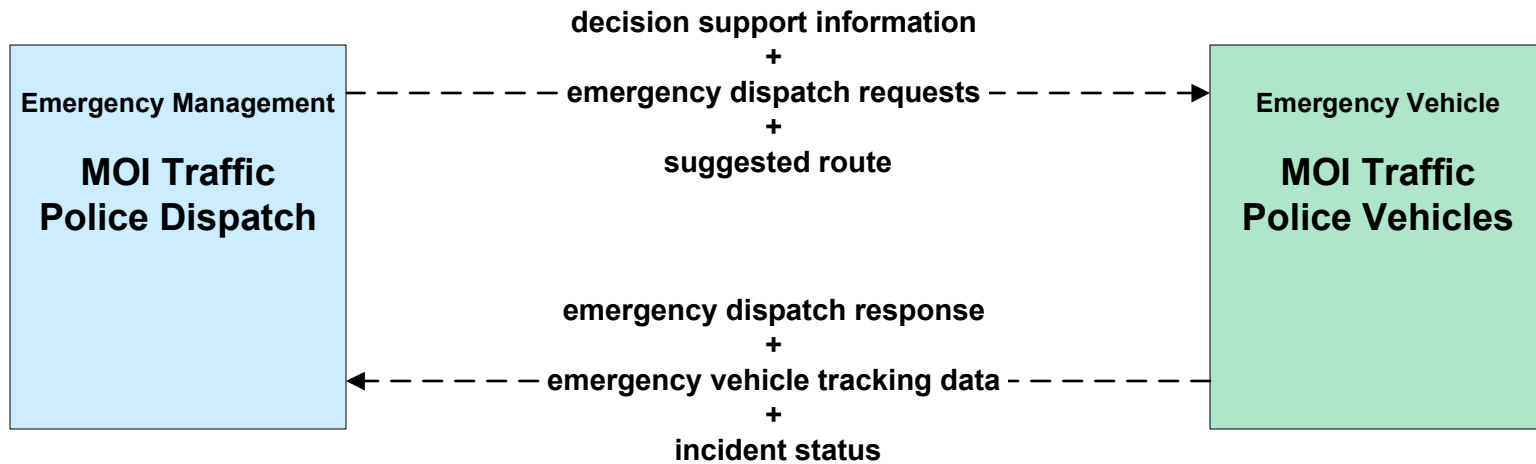 decision support information
+
emergency dispatch requests
+
suggested route
Emergency Management
MOI Traffic
Police Dispatch
Emergency Vehicle
MOI Traffic
Police Vehicles
emergency dispatch response
+
emergency vehicle tracking data
+
incident status